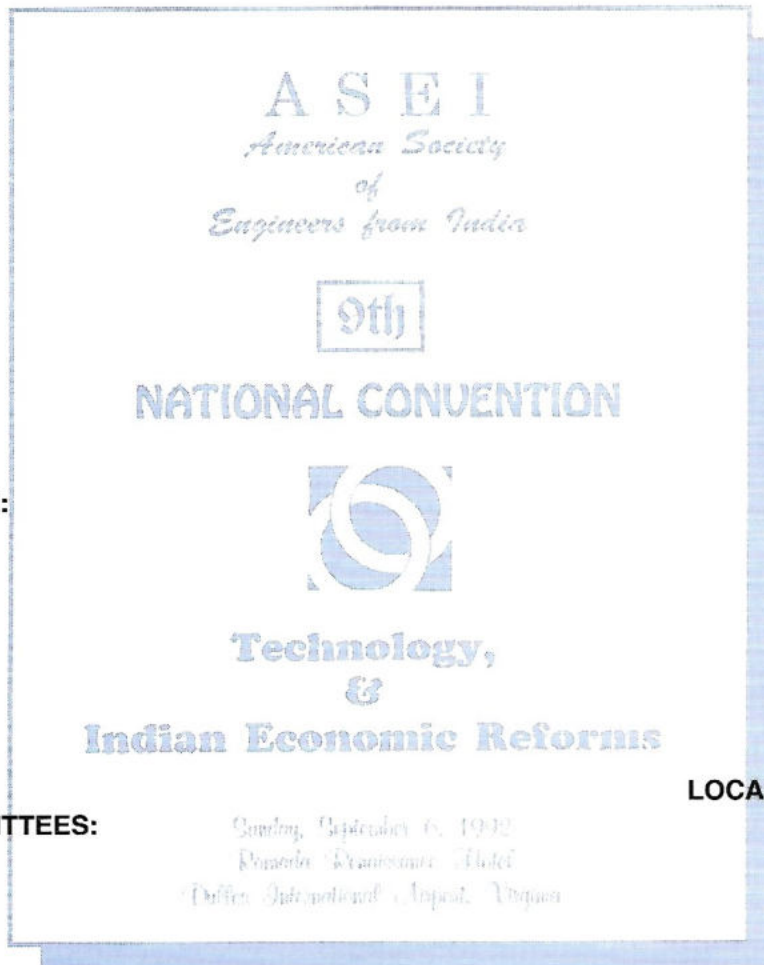 A S E I
American Society
of
Engineers from India
9th
NATIONAL CONVENTION
:
Technology,
&
Indian Economic Reforms
LOCA
TTEES:
Sunday, September 6, 1992
Ramada Renaissance Hotel
Dulles International Airport, Virginia